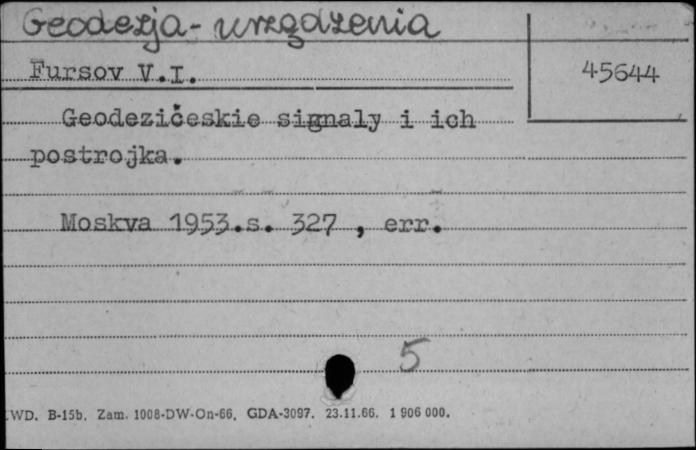 Geodezja - urządzenia
Fursov V.I.
45644
Geodezičeskie signaly i ich
postrojka.
Moskva 1953.s. 327 , err.
5
WD. B-15b. Zam. 1008-DW-On-66. GDA-3097. 23.11.66. 1 906 000.